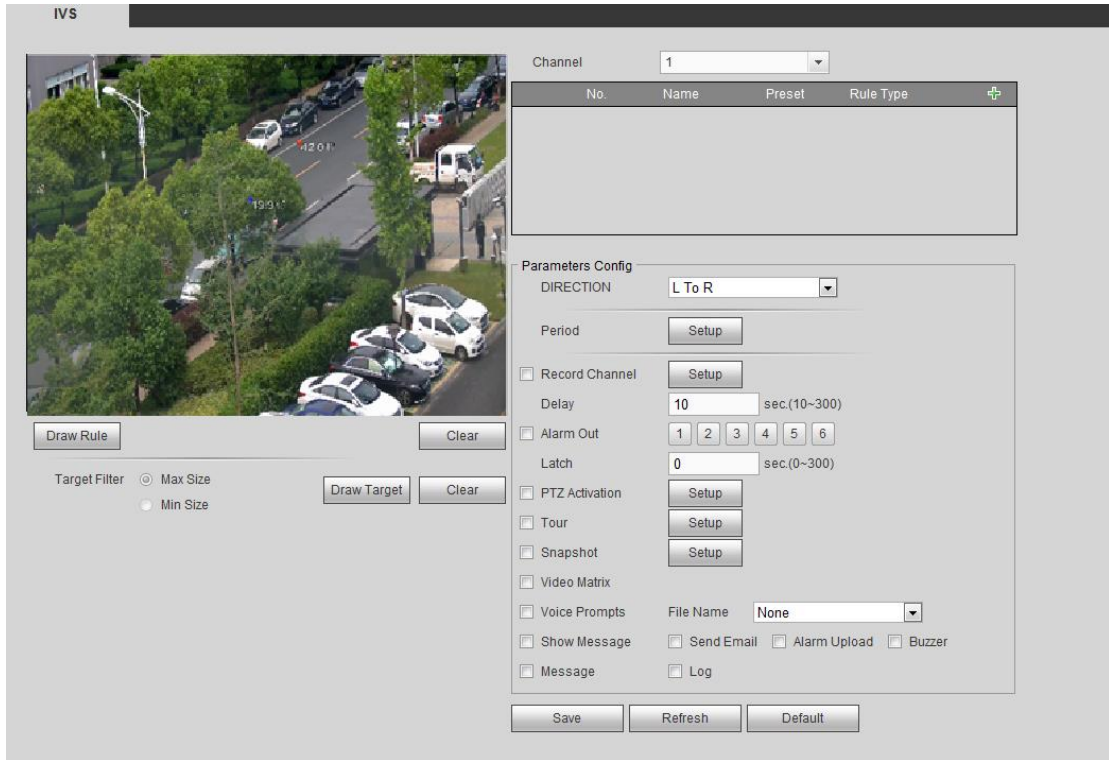 IVS
Channel 1
No. Name Preset Rule Type
Parameters Config
DIRECTION L To R
Period Setup
Record Channel Setup
Delay 10 sec.(10~300)
Draw Rule Clear
Alarm Out 1 2 3 4 5 6
Latch 0 sec.(0~300)
Target Filter Max Size
Min Size
Draw Target Clear
PTZ Activation Setup
Tour Setup
Snapshot Setup
Video Matrix
Voice Prompts File Name None
Show Message Send Email Alarm Upload Buzzer
Message Log
Save Refresh Default